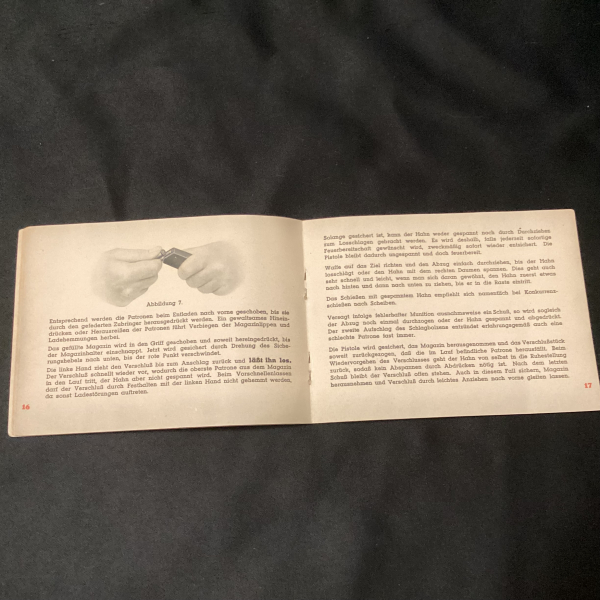 Abbildung 7.
Entsprechend werden die Patronen beim Entladen nach vorne geschoben, bis sie
durch den gefederten Zubringer herausgedrückt werden. Ein gewaltsames Hinein-
drücken oder Herausreißen der Patronen führt Verbiegen der Magazinlippen und
Ladehemmungen herbei.
Das gefüllte Magazin wird in den Griff geschoben und soweit hereingedrückt, bis
der Magazinhalter einschnappt. Jetzt wird gesichert durch Drehung des Siche-
rungshebels nach unten, bis der rote Punkt verschwindet.
Die linke Hand zieht den Verschluß bis zum Anschlag zurück und läßt ihn los.
Der Verschluß schnellt wieder vor, wodurch die oberste Patrone aus dem Magazin
in den Lauf tritt, der Hahn aber nicht gespannt wird. Beim Vorschnellenlassen
darf der Verschluß durch Festhalten mit der linken Hand nicht gehemmt werden,
da sonst Ladestörungen auftreten.
16
Solange gesichert ist, kann der Hahn weder gespannt noch durch Durchziehen
zum Losschlagen gebracht werden. Es wird deshalb, falls jederzeit sofortige
Feuerbereitschaft gewünscht wird, zweckmäßig sofort wieder entsichert. Die
Pistole bleibt dadurch ungespannt und doch feuerbereit.
Waffe auf das Ziel richten und den Abzug einfach durchziehen, bis der Hahn
losschlägt oder den Hahn mit dem rechten Daumen spannen. Dies geht auch
sehr schnell und leicht, wenn man sich daran gewöhnt, den Hahn zuerst etwas
nach hinten und dann nach unten zu ziehen, bis er in die Raste eintritt.
Das Schießen mit gespanntem Hahn empfiehlt sich namentlich bei Konkurrenz-
schießen nach Scheiben.
Versagt infolge fehlerhafter Munition ausnahmsweise ein Schuß, so wird sogleich
der Abzug noch einmal durchzogen oder der Hahn gespannt und abgedrückt.
Der zweite Aufschlag des Schlagbolzens entzündet erfahrungsgemäß auch eine
schlechte Patrone fast immer.
Die Pistole wird gesichert, das Magazin herausgenommen und das Verschlußstück
soweit zurückgezogen, daß die im Lauf befindliche Patrone herausfällt. Beim
Wiedervorgehen des Verschlusses geht der Hahn von selbst in die Ruhestellung
zurück, sodaß kein Abspannen durch Abdrücken nötig ist. Nach dem letzten
Schuß bleibt der Verschluß offen stehen. Auch in diesem Fall sichern, Magazin
herausnehmen und Verschluß durch leichtes Anziehen nach vorne gleiten lassen.
17